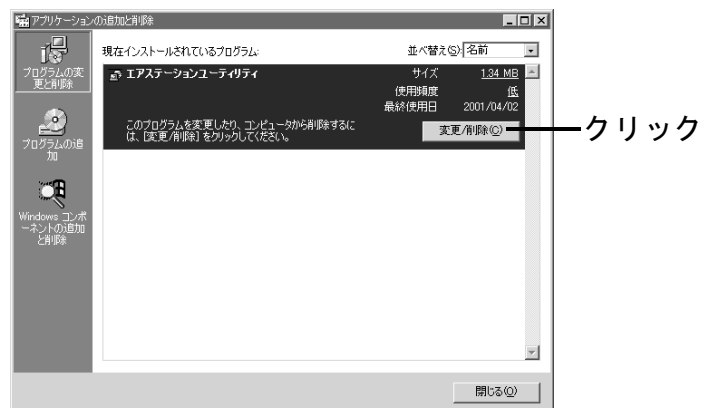 アプリケーションの追加と削除
プログラムの変
更と削除
プログラムの追
加
Windows コンポ
ーネントの追加
と削除
現在インストールされているプログラム:
並べ替え(S): 名前
エアステーションユーティリティ
サイズ 1.34 MB
使用頻度 低
最終使用日 2001/04/02
このプログラムを変更したり、コンピュータから削除するに
は、[変更/削除] をクリックしてください。
変更/削除(C)
クリック
閉じる(O)